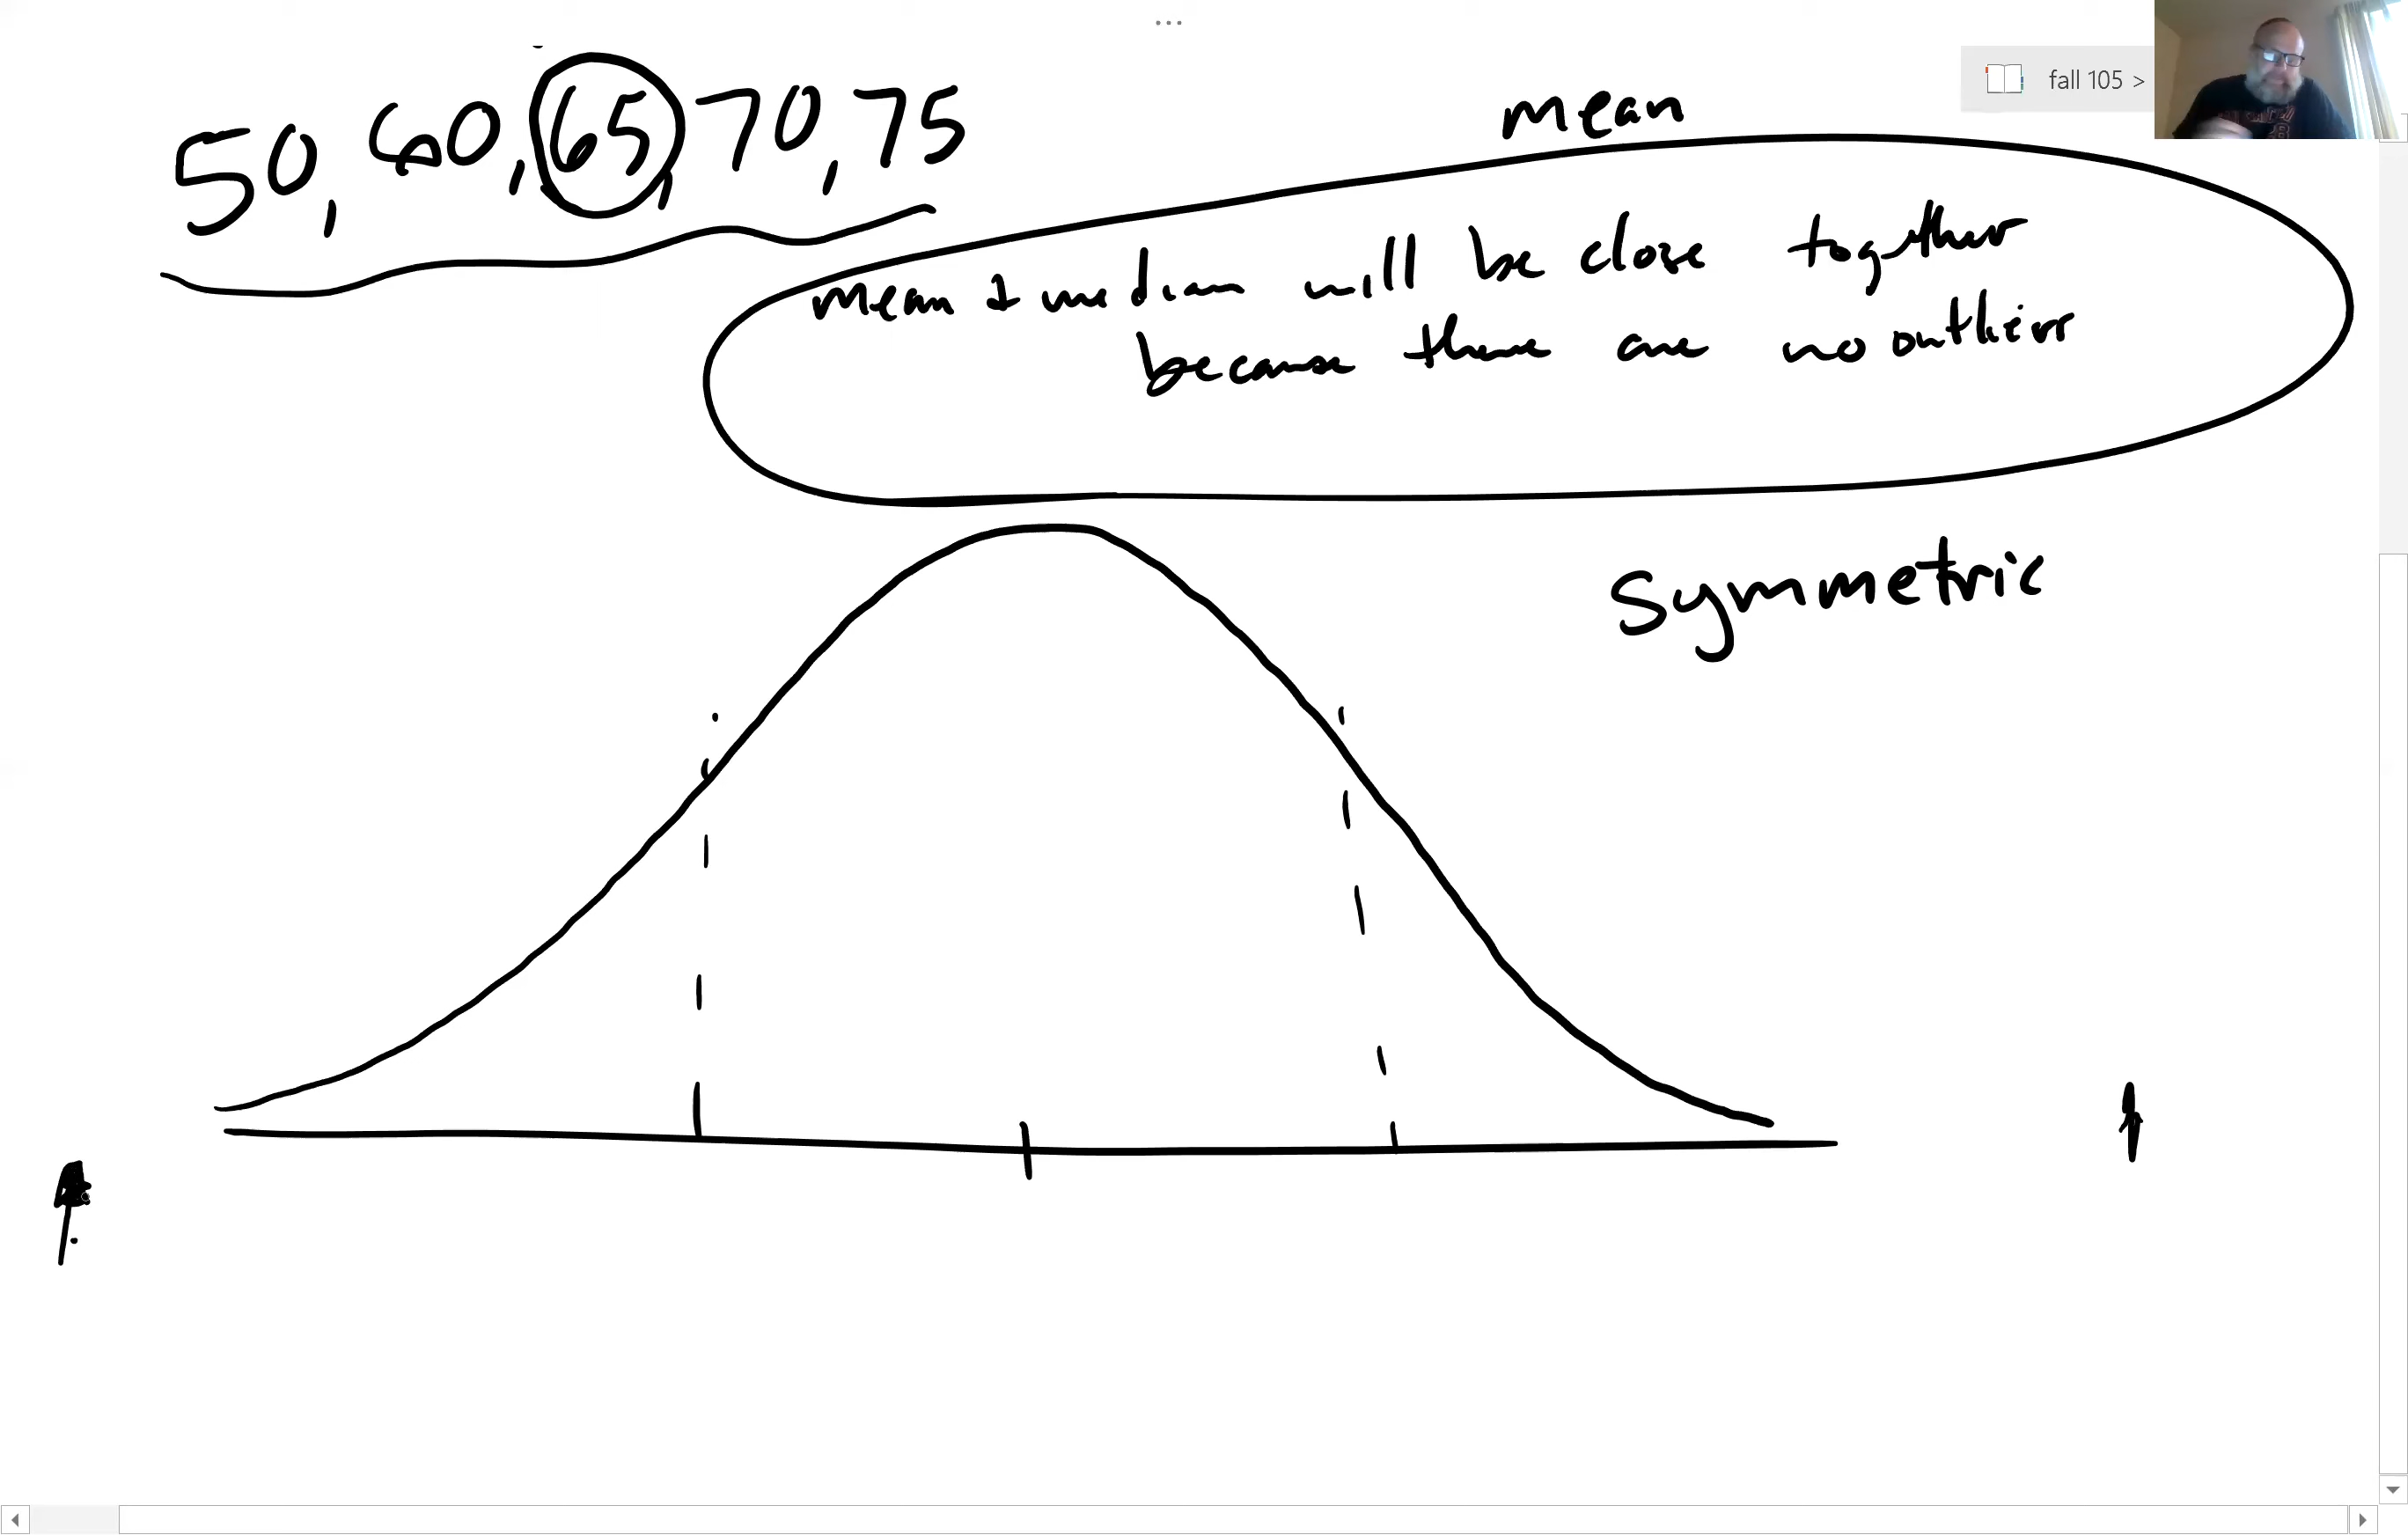 50, 60, 65, 70, 75
mean
fall 105 >
mean + median will be close together
because there are no outliers
Symmetric